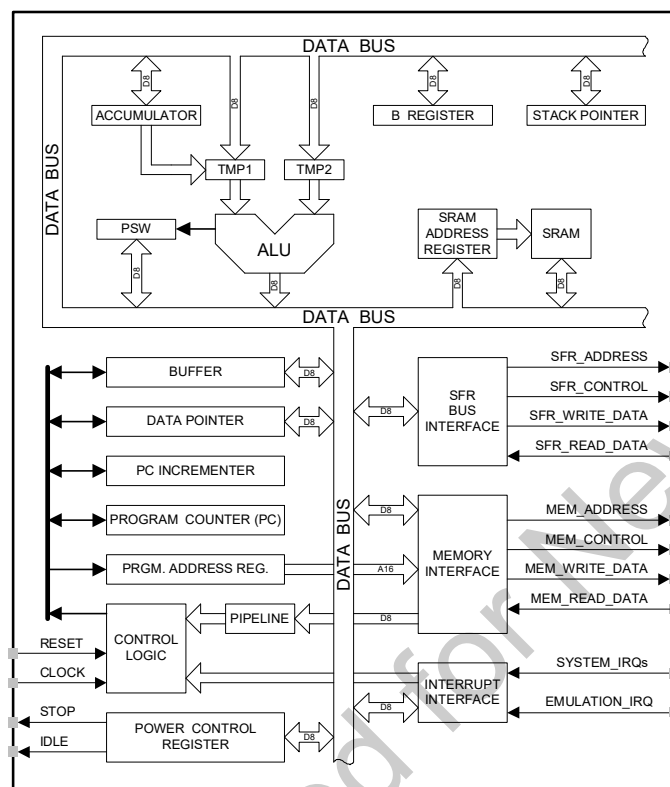 DATA BUS
D8
D8
D8
D8
D8
ACCUMULATOR
B REGISTER
STACK POINTER
DATA BUS
TMP1
TMP2
PSW
ALU
SRAM
ADDRESS
REGISTER
SRAM
D8
D8
D8
D8
DATA BUS
BUFFER
D8
DATA POINTER
D8
PC INCREMENTER
PROGRAM COUNTER (PC)
PRGM. ADDRESS REG.
A16
DATA BUS
D8
SFR
BUS
INTERFACE
SFR_ADDRESS
SFR_CONTROL
SFR_WRITE_DATA
SFR_READ_DATA
D8
MEMORY
INTERFACE
MEM_ADDRESS
MEM_CONTROL
MEM_WRITE_DATA
MEM_READ_DATA
CONTROL
LOGIC
PIPELINE
D8
RESET
CLOCK
INTERRUPT
INTERFACE
SYSTEM_IRQs
EMULATION_IRQ
D8
STOP
IDLE
POWER CONTROL
REGISTER
D8
for Ne